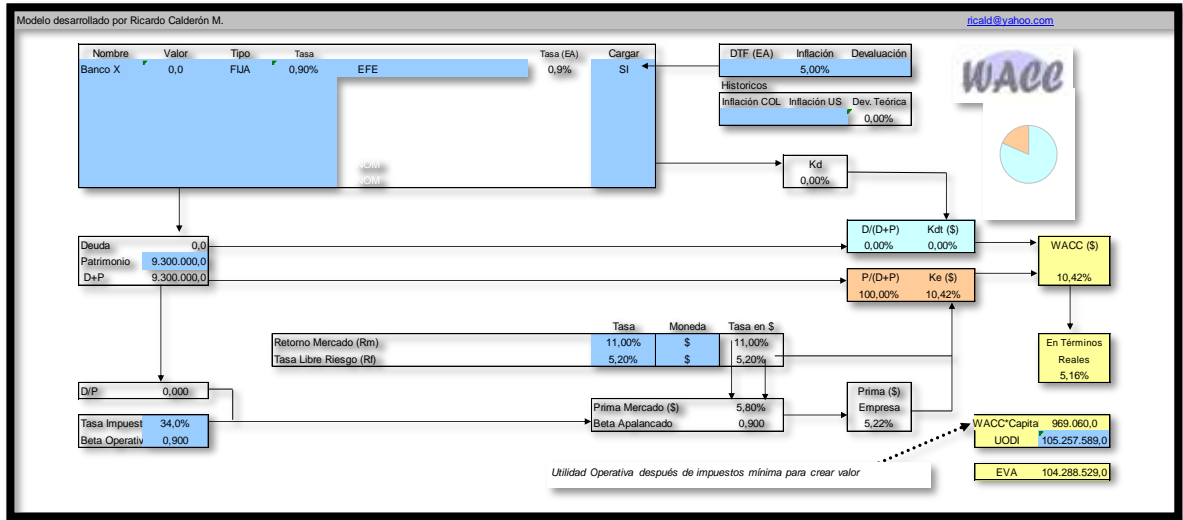 Modelo desarrollado por Ricardo Calderón M. ricald@yahoo.com
Nombre Valor Tipo Tasa Tasa (EA) Cargar
Banco X 0,0 FIJA 0,90% EFE 0,9% SI
DTF (EA) Inflación Devaluación
5,00%
Historicos
Inflación COL Inflación US Dev. Teórica
0,00%
WACC
NOM
NOM
Kd
0,00%
D/(D+P) Kdt ($)
0,00% 0,00%
Deuda 0,0
Patrimonio 9.300.000,0
D+P 9.300.000,0
WACC ($)
10,42%
P/(D+P) Ke ($)
100,00% 10,42%
Tasa Moneda Tasa en $
Retorno Mercado (Rm) 11,00% $ 11,00%
Tasa Libre Riesgo (Rf) 5,20% $ 5,20%
En Términos
Reales
5,16%
D/P 0,000
Tasa Impuest 34,0%
Beta Operativ 0,900
Prima Mercado ($) 5,80%
Beta Apalancado 0,900
Prima ($)
Empresa
5,22%
WACC*Capita 969.060,0
UODI 105.257.589,0
Utilidad Operativa después de impuestos mínima para crear valor
EVA 104.288.529,0